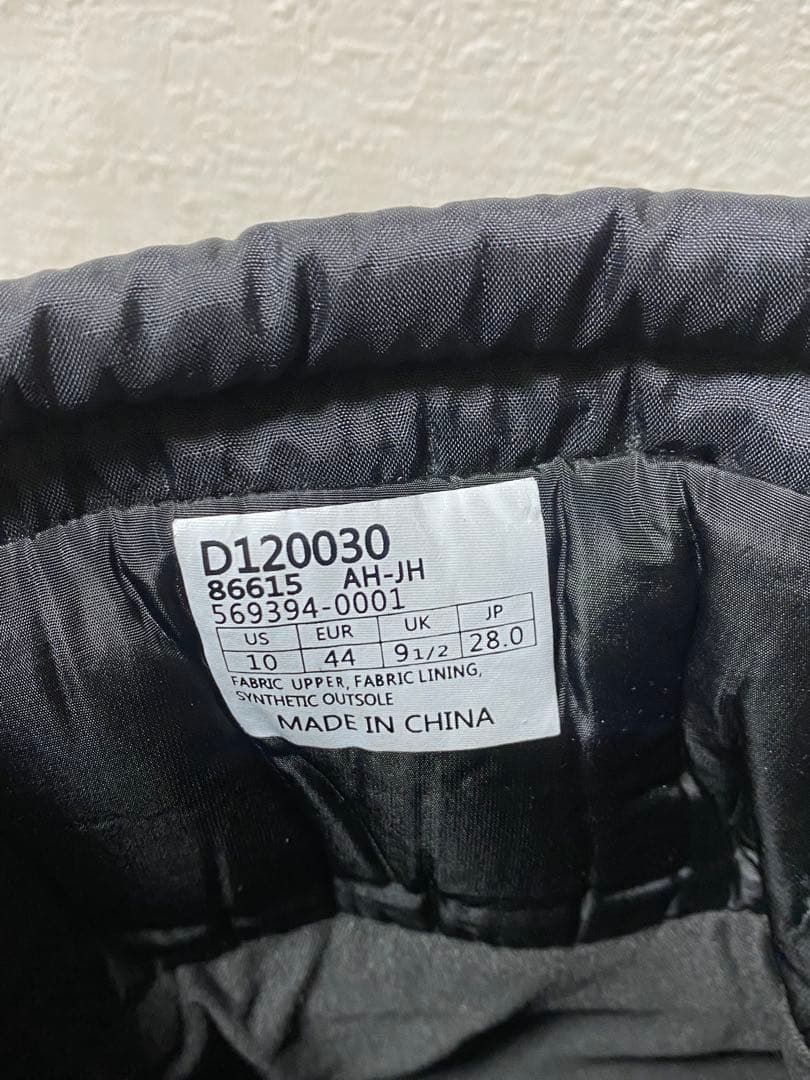 D120030
86615 AH-JH
569394-0001
US EUR UK JP
10 44 9 1/2 28.0
FABRIC UPPER, FABRIC LINING,
SYNTHETIC OUTSOLE
MADE IN CHINA